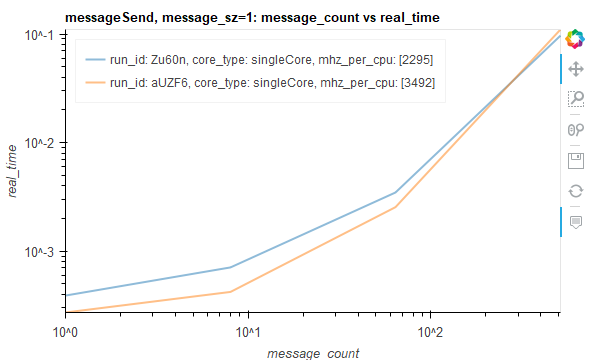 messageSend, message_sz=1: message_count vs real_time
run_id: Zu60n, core_type: singleCore, mhz_per_cpu: [2295]
run_id: aUZF6, core_type: singleCore, mhz_per_cpu: [3492]
real_time
10^-1
10^-2
10^-3
10^0
10^1
10^2
message_count